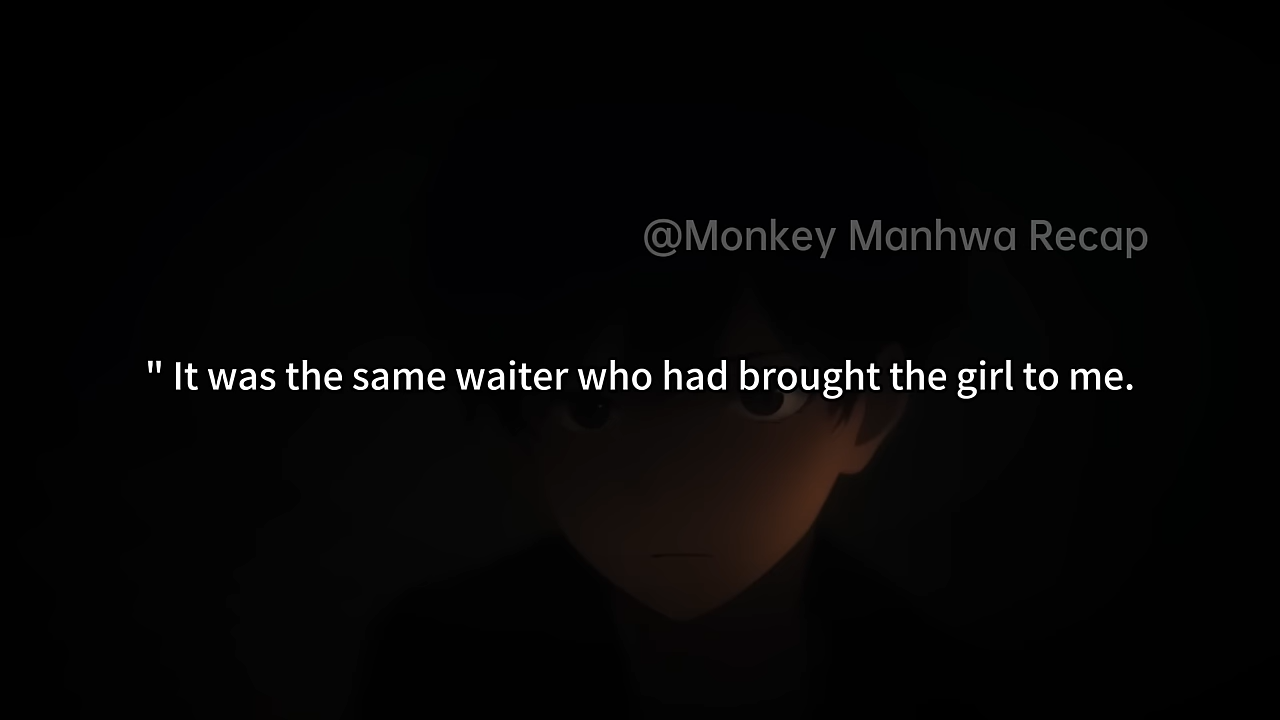 @Monkey Manhwa Recap
" It was the same waiter who had brought the girl to me.